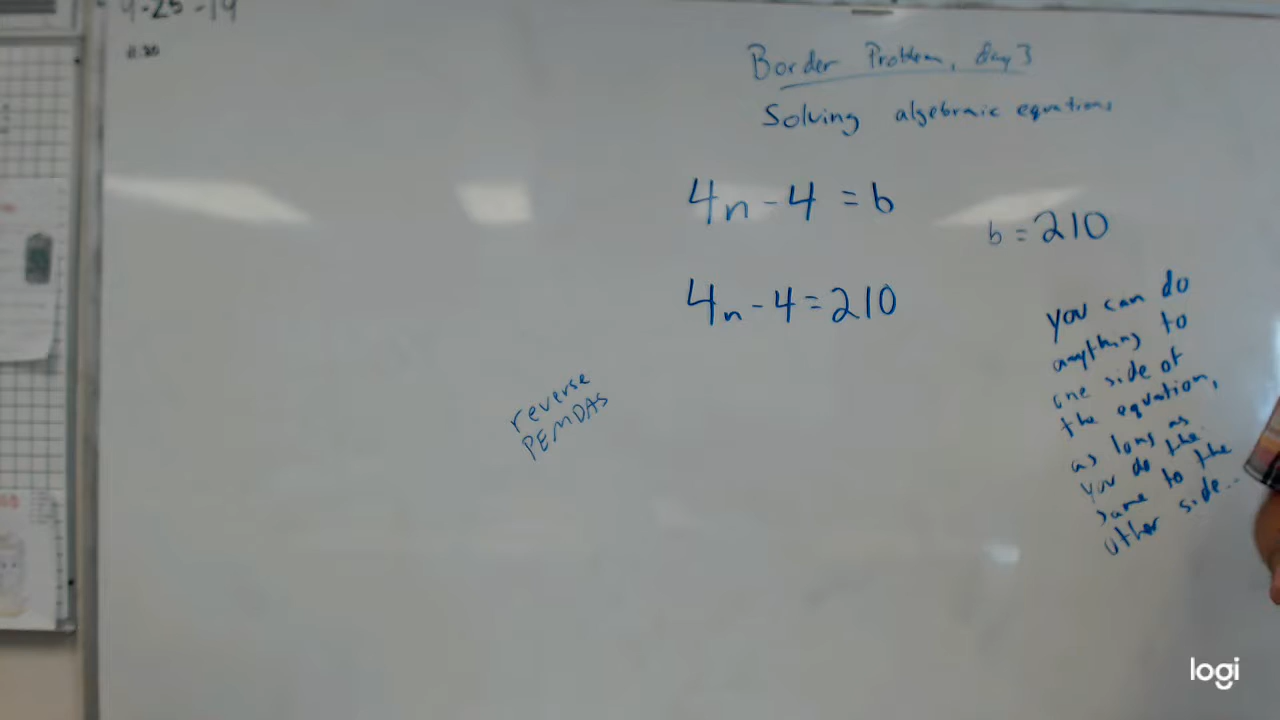 Border Problem, day 3
Solving algebraic equations
4n - 4 = b
b = 210
4n - 4 = 210
you can do
anything to
one side of
the equation,
as long as
you do the
same to the
other side...
reverse
PEMDAS
logi